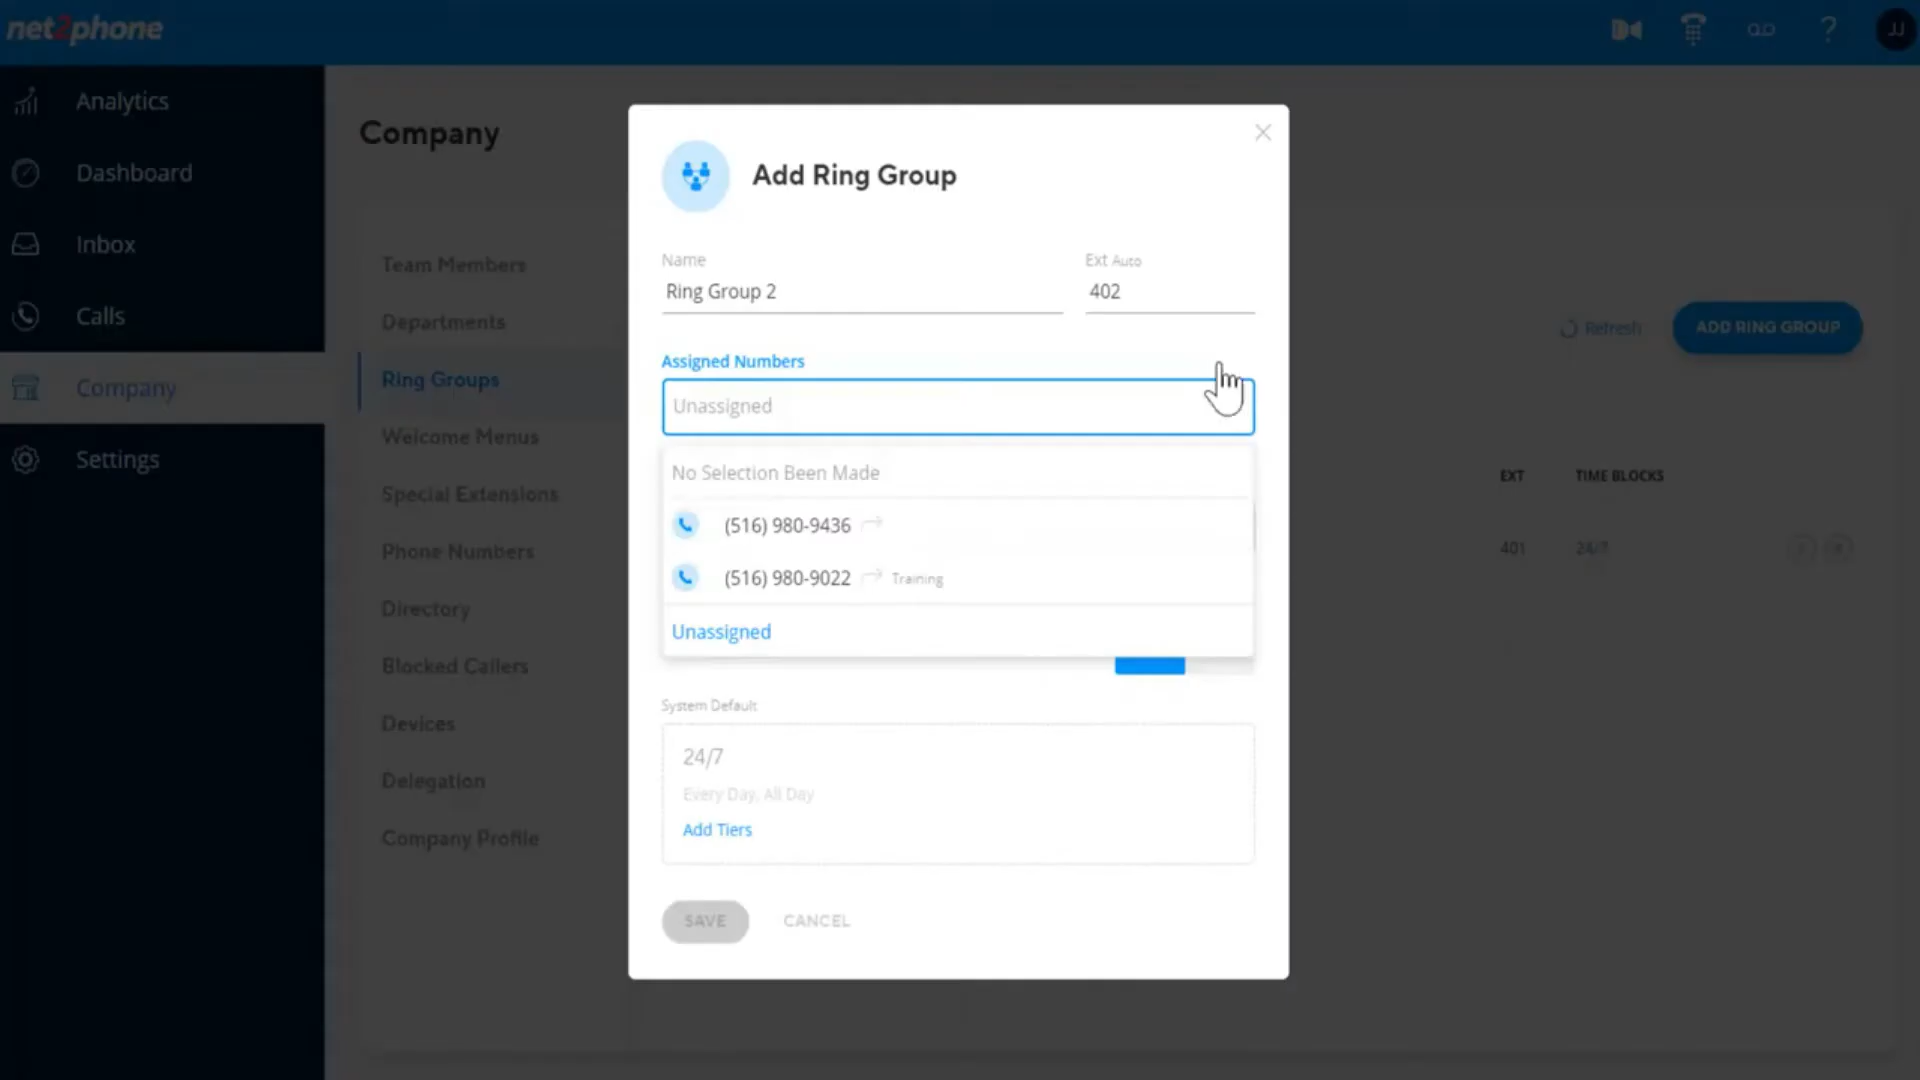 net2phone
JJ
Analytics
Dashboard
Inbox
Calls
Company
Settings
Company
Team Members
Departments
Ring Groups
Welcome Menus
Special Extensions
Phone Numbers
Directory
Blocked Callers
Devices
Delegation
Company Profile
Refresh
ADD RING GROUP
EXT TIME BLOCKS
401 24/7
Add Ring Group
Name Ext Auto
Ring Group 2 402
Assigned Numbers
Unassigned
No Selection Been Made
(516) 980-9436
(516) 980-9022 Training
Unassigned
System Default
24/7
Every Day, All Day
Add Tiers
SAVE CANCEL